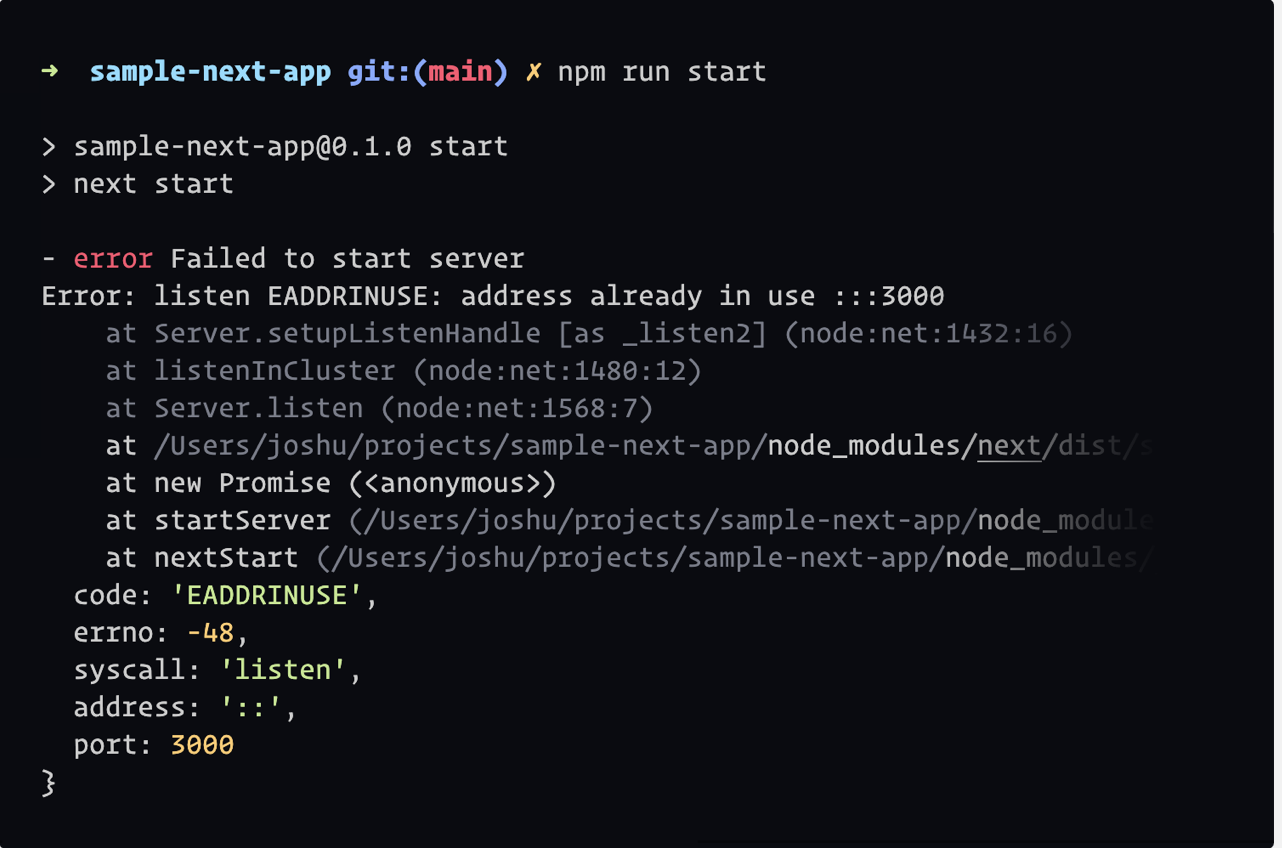 ➜  sample-next-app git:(main) ✗ npm run start

> sample-next-app@0.1.0 start
> next start

- error Failed to start server
Error: listen EADDRINUSE: address already in use :::3000
    at Server.setupListenHandle [as _listen2] (node:net:1432:16)
    at listenInCluster (node:net:1480:12)
    at Server.listen (node:net:1568:7)
    at /Users/joshu/projects/sample-next-app/node_modules/next/dist/s
    at new Promise (<anonymous>)
    at startServer (/Users/joshu/projects/sample-next-app/node_module
    at nextStart (/Users/joshu/projects/sample-next-app/node_modules/
  code: 'EADDRINUSE',
  errno: -48,
  syscall: 'listen',
  address: '::',
  port: 3000
}